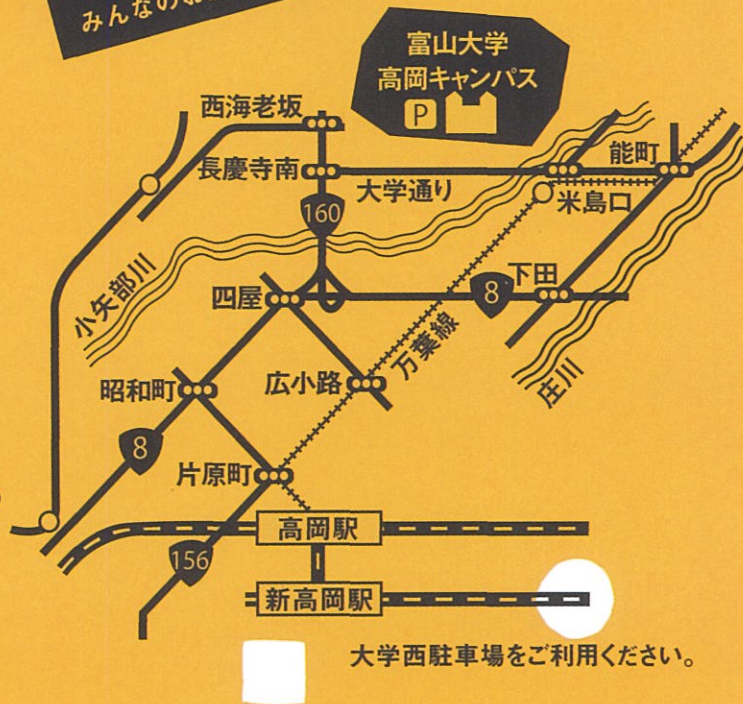 みんなのお
富山大学
高岡キャンパス
P
西海老坂
長慶寺南
大学通り
能町
米島口
160
小矢部川
四屋
8
下田
万葉線
庄川
昭和町
広小路
8
片原町
高岡駅
156
新高岡駅
大学西駐車場をご利用ください。